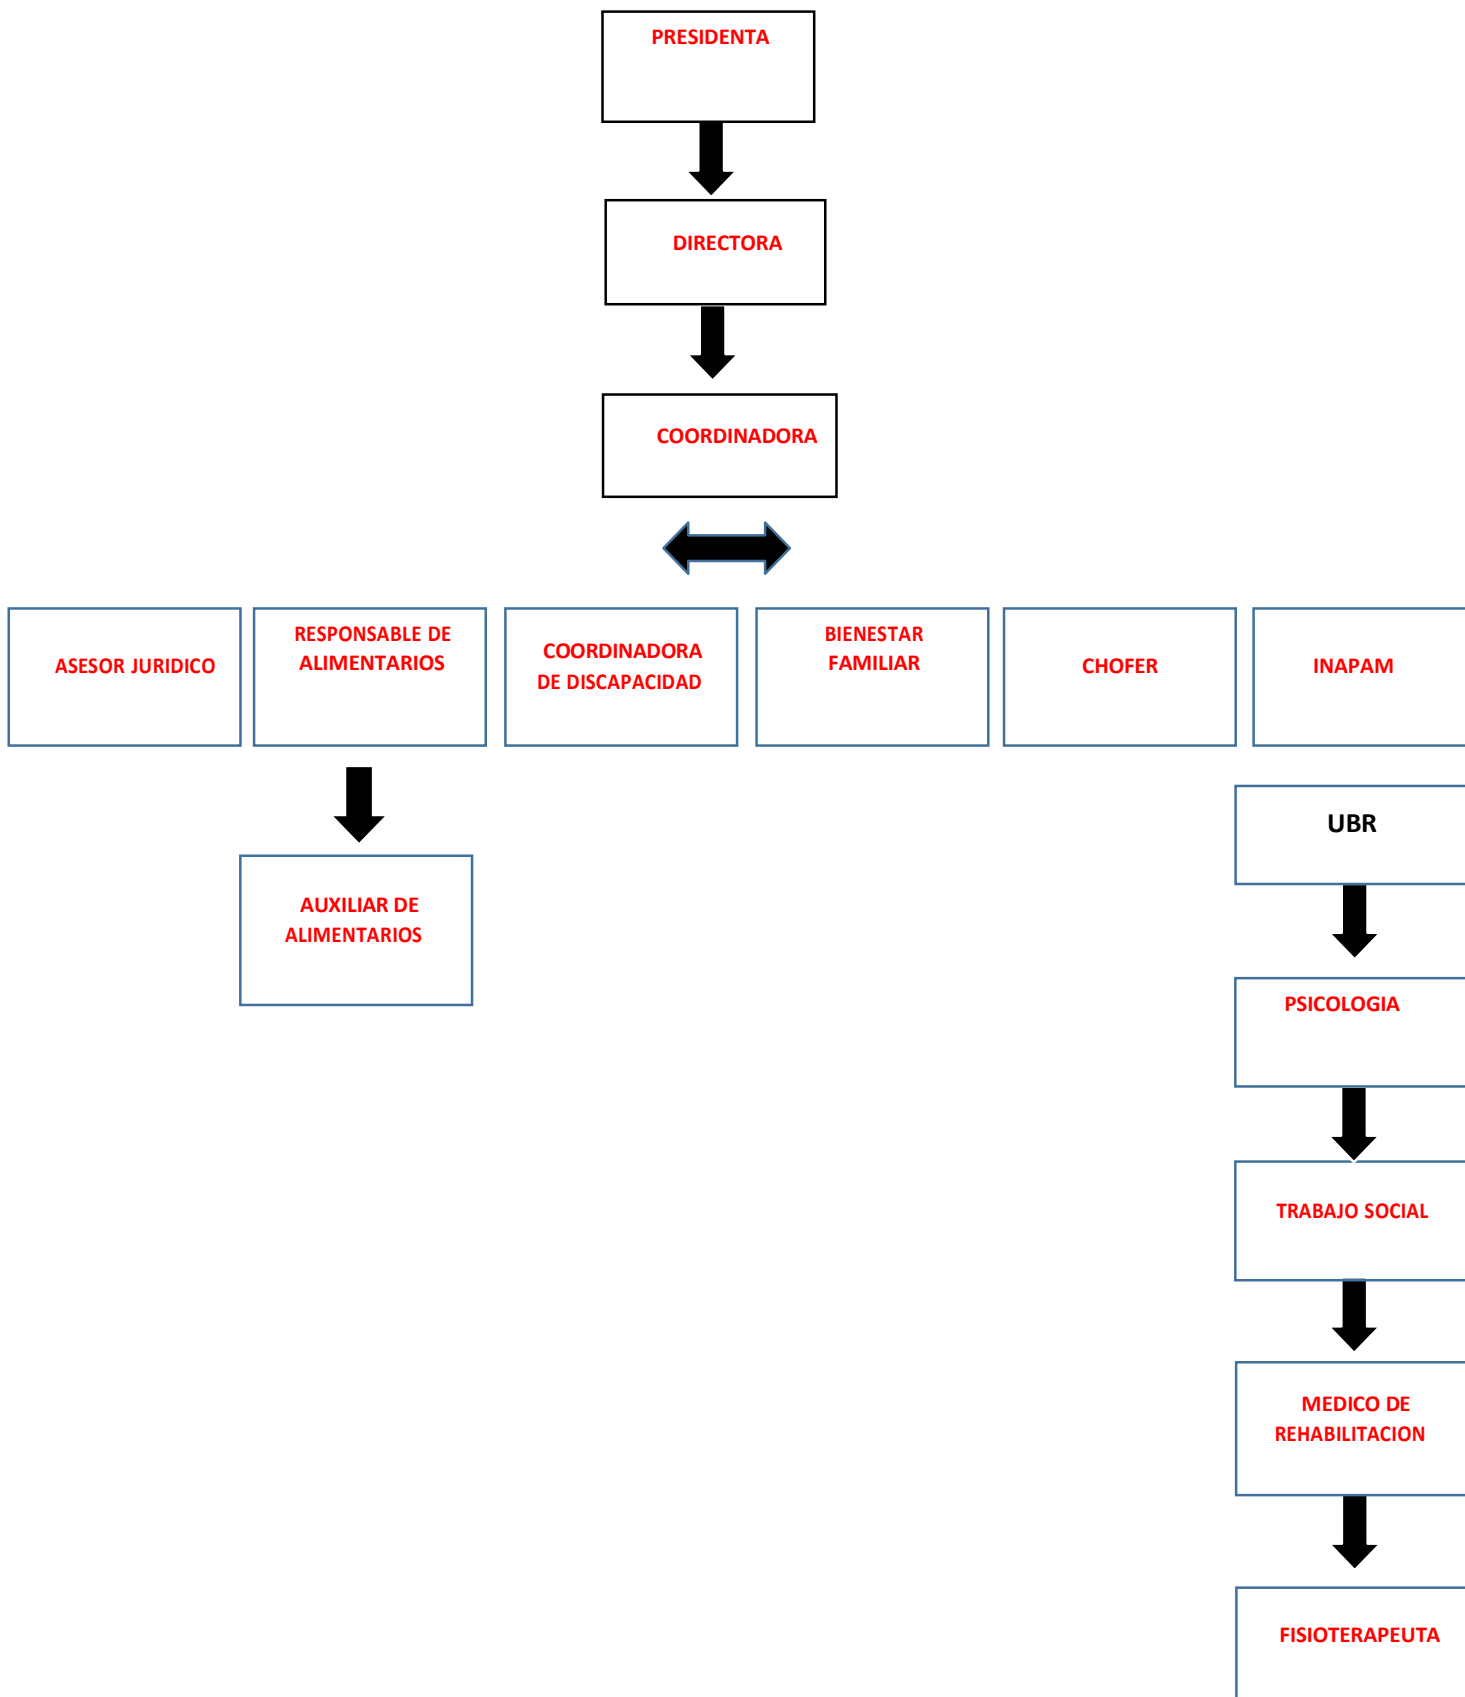 PRESIDENTA
DIRECTORA
COORDINADORA
ASESOR JURIDICO
RESPONSABLE DE
ALIMENTARIOS
COORDINADORA
DE DISCAPACIDAD
BIENESTAR
FAMILIAR
CHOFER
INAPAM
UBR
AUXILIAR DE
ALIMENTARIOS
PSICOLOGIA
TRABAJO SOCIAL
MEDICO DE
REHABILITACION
FISIOTERAPEUTA